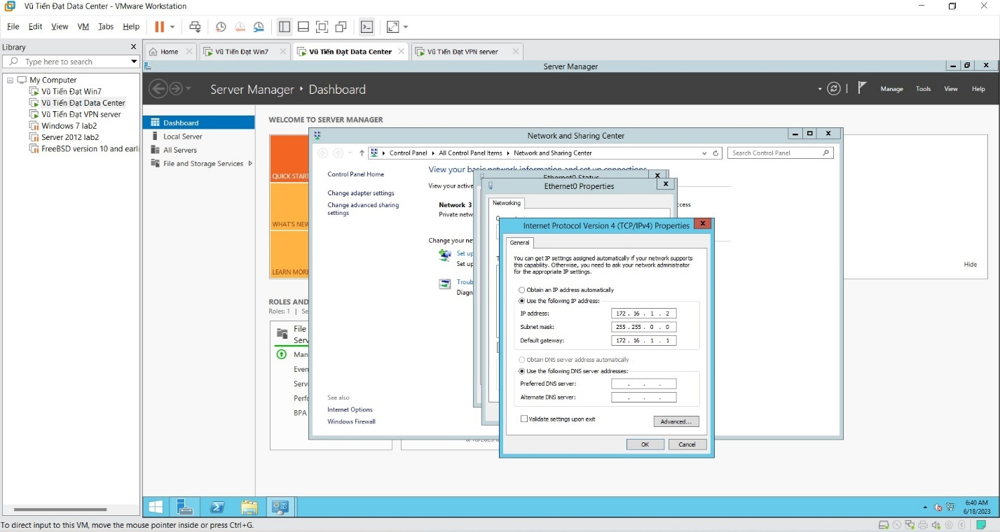 Vũ Tiến Đạt Data Center - VMware Workstation
File Edit View VM Tabs Help
Library
Type here to search
My Computer
Vũ Tiến Đạt Win7
Vũ Tiến Đạt Data Center
Vũ Tiến Đạt VPN server
Windows 7 lab2
Server 2012 lab2
FreeBSD version 10 and earli
Home
Vũ Tiến Đạt Win7
Vũ Tiến Đạt Data Center
Vũ Tiến Đạt VPN server
Server Manager
Server Manager Dashboard
Manage Tools View Help
Dashboard
Local Server
All Servers
File and Storage Services
WELCOME TO SERVER MANAGER
QUICK START
WHAT'S NEW
LEARN MORE
Hide
ROLES AND
Roles: 1 | Se
File
Serv
Man
Even
Servi
Perfo
BPA
Network and Sharing Center
Control Panel All Control Panel Items Network and Sharing Center
Search Control Panel
Control Panel Home
Change adapter settings
Change advanced sharing
settings
See also
Internet Options
Windows Firewall
View your basic network information and set up connections
View your active
Network 3
Private netw
Change your ne
Set up
Set up
Troub
Diagn
Ethernet0 Status
Ethernet0 Properties
Networking
Internet Protocol Version 4 (TCP/IPv4) Properties
General
You can get IP settings assigned automatically if your network supports
this capability. Otherwise, you need to ask your network administrator
for the appropriate IP settings.
Obtain an IP address automatically
Use the following IP address:
IP address: 172 . 16 . 1 . 2
Subnet mask: 255 . 255 . 0 . 0
Default gateway: 172 . 16 . 1 . 1
Obtain DNS server address automatically
Use the following DNS server addresses:
Preferred DNS server: . . .
Alternate DNS server: . . .
Validate settings upon exit
Advanced...
OK Cancel
6:40 AM
6/18/2023
To direct input to this VM, move the mouse pointer inside or press Ctrl+G.